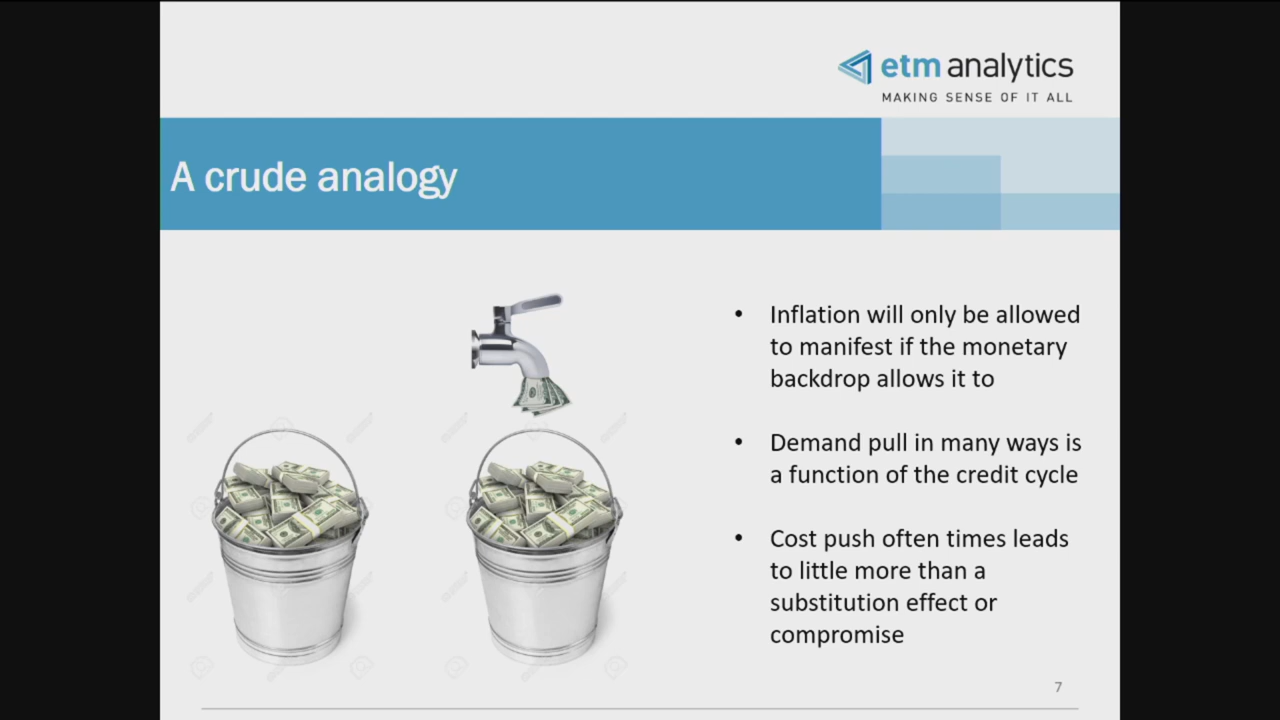 etm analytics
MAKING SENSE OF IT ALL
A crude analogy
• Inflation will only be allowed
to manifest if the monetary
backdrop allows it to
• Demand pull in many ways is
a function of the credit cycle
• Cost push often times leads
to little more than a
substitution effect or
compromise
7